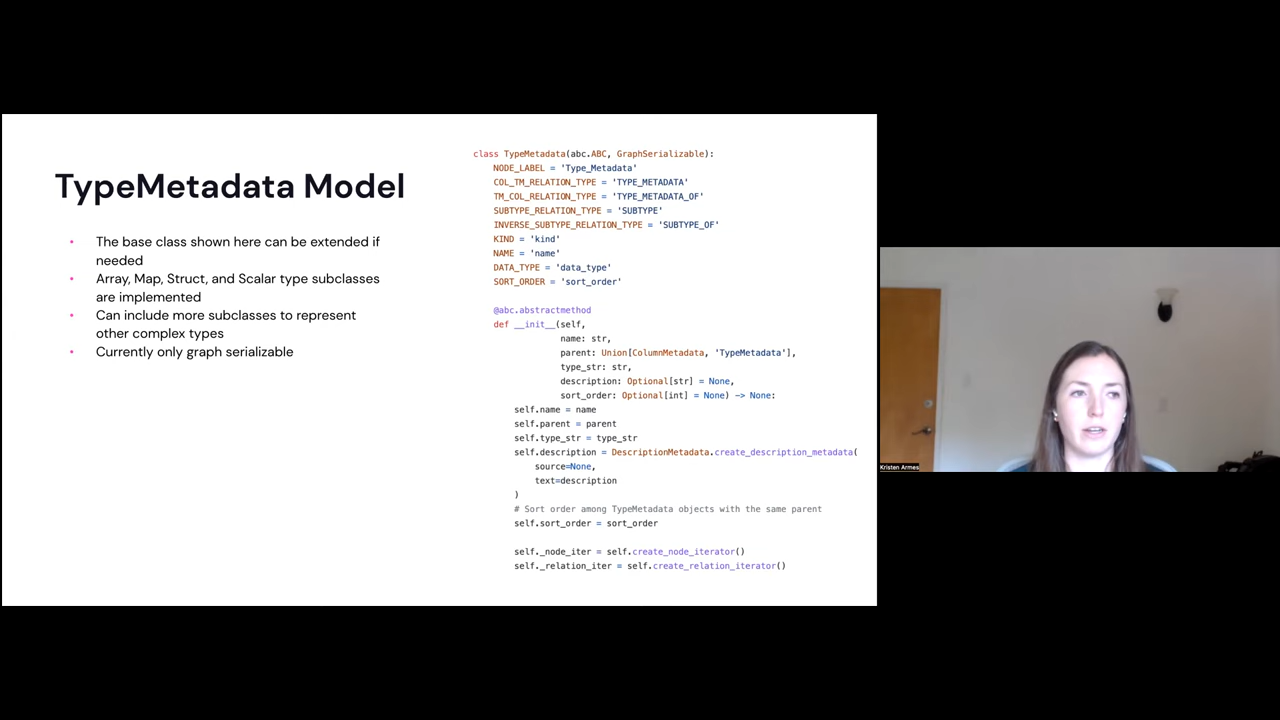 TypeMetadata Model
• The base class shown here can be extended if
needed
• Array, Map, Struct, and Scalar type subclasses
are implemented
• Can include more subclasses to represent
other complex types
• Currently only graph serializable
class TypeMetadata(abc.ABC, GraphSerializable):
    NODE_LABEL = 'Type_Metadata'
    COL_TM_RELATION_TYPE = 'TYPE_METADATA'
    TM_COL_RELATION_TYPE = 'TYPE_METADATA_OF'
    SUBTYPE_RELATION_TYPE = 'SUBTYPE'
    INVERSE_SUBTYPE_RELATION_TYPE = 'SUBTYPE_OF'
    KIND = 'kind'
    NAME = 'name'
    DATA_TYPE = 'data_type'
    SORT_ORDER = 'sort_order'
    @abc.abstractmethod
    def __init__(self,
                 name: str,
                 parent: Union[ColumnMetadata, 'TypeMetadata'],
                 type_str: str,
                 description: Optional[str] = None,
                 sort_order: Optional[int] = None) -> None:
        self.name = name
        self.parent = parent
        self.type_str = type_str
        self.description = DescriptionMetadata.create_description_metadata(
            source=None,
            text=description
        )
        # Sort order among TypeMetadata objects with the same parent
        self.sort_order = sort_order
        self._node_iter = self.create_node_iterator()
        self._relation_iter = self.create_relation_iterator()
Kristen Armes